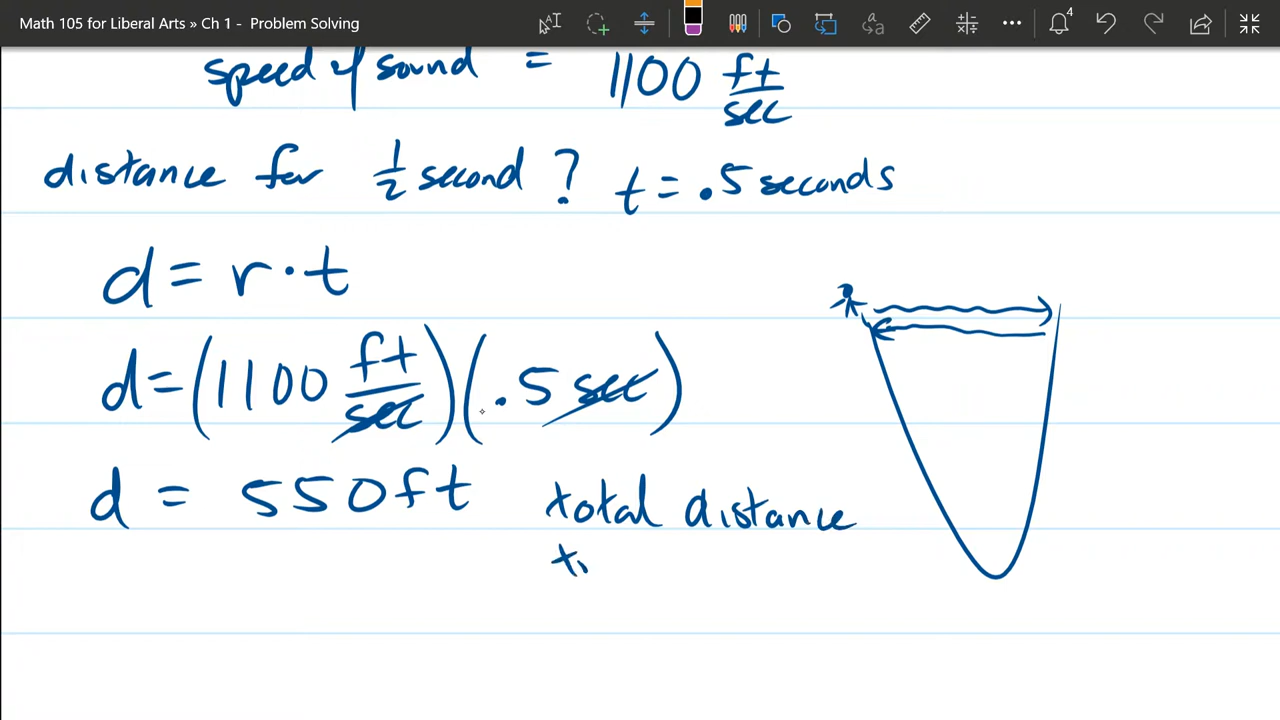 Math 105 for Liberal Arts » Ch 1 - Problem Solving
4
speed of sound = 1100 ft/sec
distance for 1/2 second? t = .5 seconds
d = r · t
d = (1100 ft/sec)(.5 sec)
d = 550 ft total distance